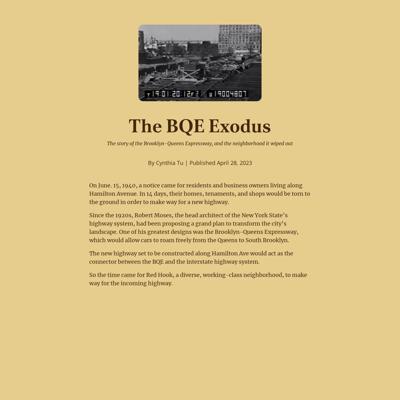 The BQE Exodus
The story of the Brooklyn-Queens Expressway, and the neighborhood it wiped out
By Cynthia Tu | Published April 28, 2023
On June. 15, 1940, a notice came for residents and business owners living along
Hamilton Avenue. In 14 days, their homes, tenaments, and shops would be torn to
the ground in order to make way for a new highway.
Since the 1920s, Robert Moses, the head architect of the New York State's
highway system, had been proposing a grand plan to transform the city's
landscape. One of his greatest designs was the Brooklyn-Queens Expressway,
which would allow cars to roam freely from the Queens to South Brooklyn.
The new highway set to be constructed along Hamilton Ave would act as the
connector between the BQE and the interstate highway system.
So the time came for Red Hook, a diverse, working-class neighborhood, to make
way for the incoming highway.